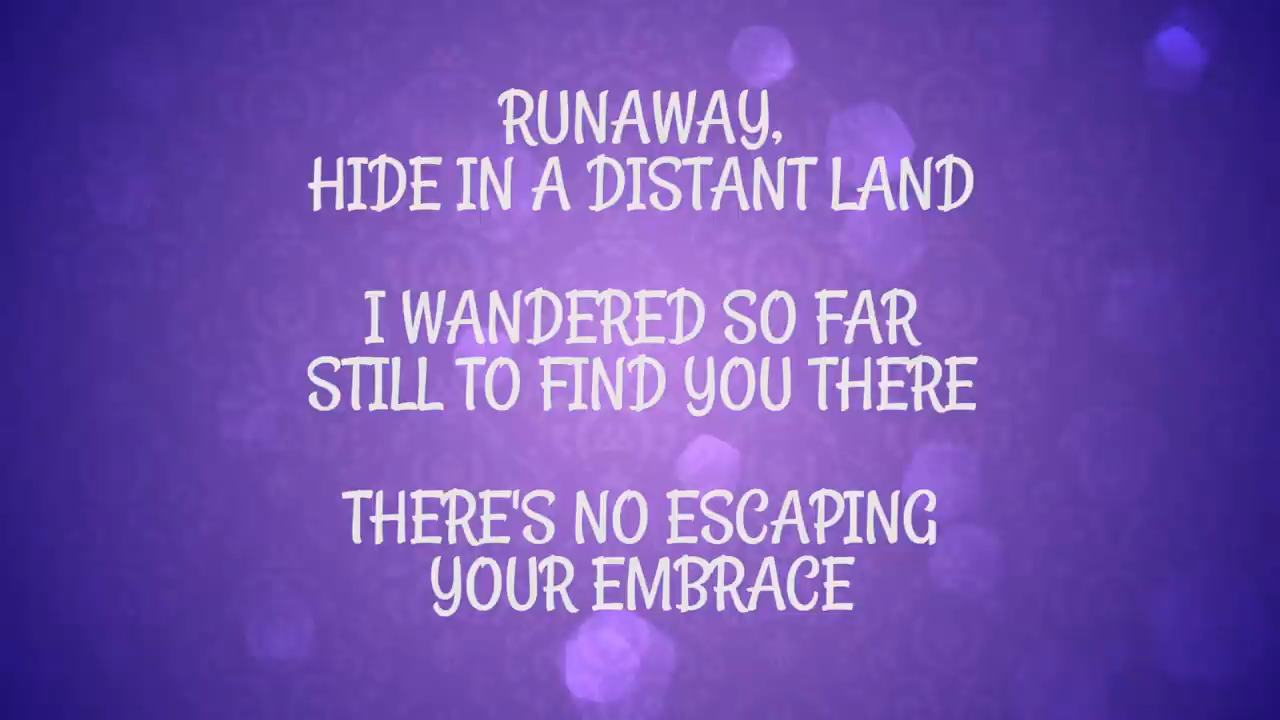 RUNAWAY,
HIDE IN A DISTANT LAND
I WANDERED SO FAR
STILL TO FIND YOU THERE
THERE'S NO ESCAPING
YOUR EMBRACE